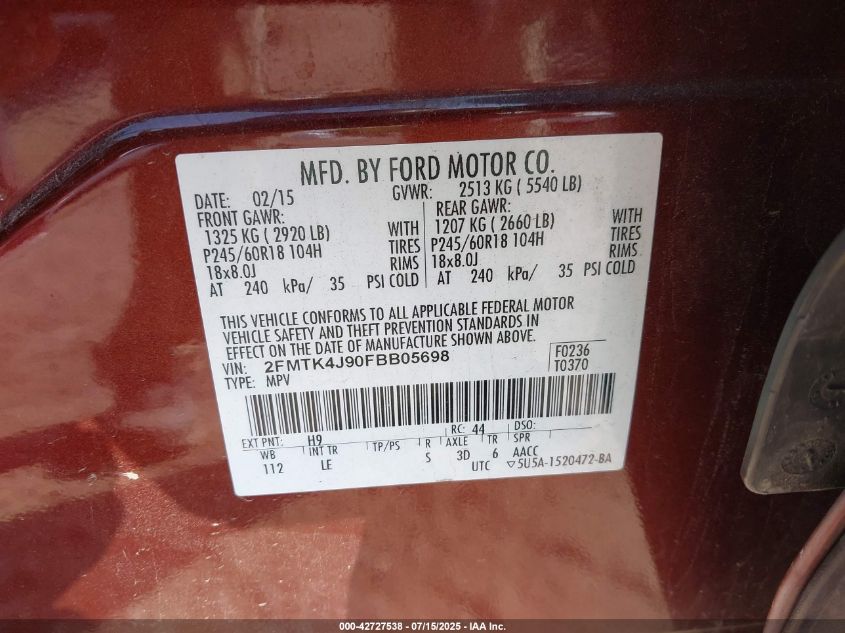 MFD. BY FORD MOTOR CO.
DATE: 02/15 GVWR: 2513 KG ( 5540 LB)
FRONT GAWR: REAR GAWR:
1325 KG ( 2920 LB) WITH 1207 KG ( 2660 LB) WITH
P245/60R18 104H TIRES P245/60R18 104H TIRES
18x8.0J RIMS 18x8.0J RIMS
AT 240 kPa/ 35 PSI COLD AT 240 kPa/ 35 PSI COLD
THIS VEHICLE CONFORMS TO ALL APPLICABLE FEDERAL MOTOR
VEHICLE SAFETY AND THEFT PREVENTION STANDARDS IN
EFFECT ON THE DATE OF MANUFACTURE SHOWN ABOVE.
VIN: 2FMTK4J90FBB05698 F0236
TYPE: MPV T0370
EXT PNT: H9 RC: 44 DSO:
WB INT TR TP/PS R AXLE TR SPR
112 LE S 3D 6 AACC
UTC ▽5U5A-1520472-BA
000-42727538 - 07/15/2025 - IAA Inc.